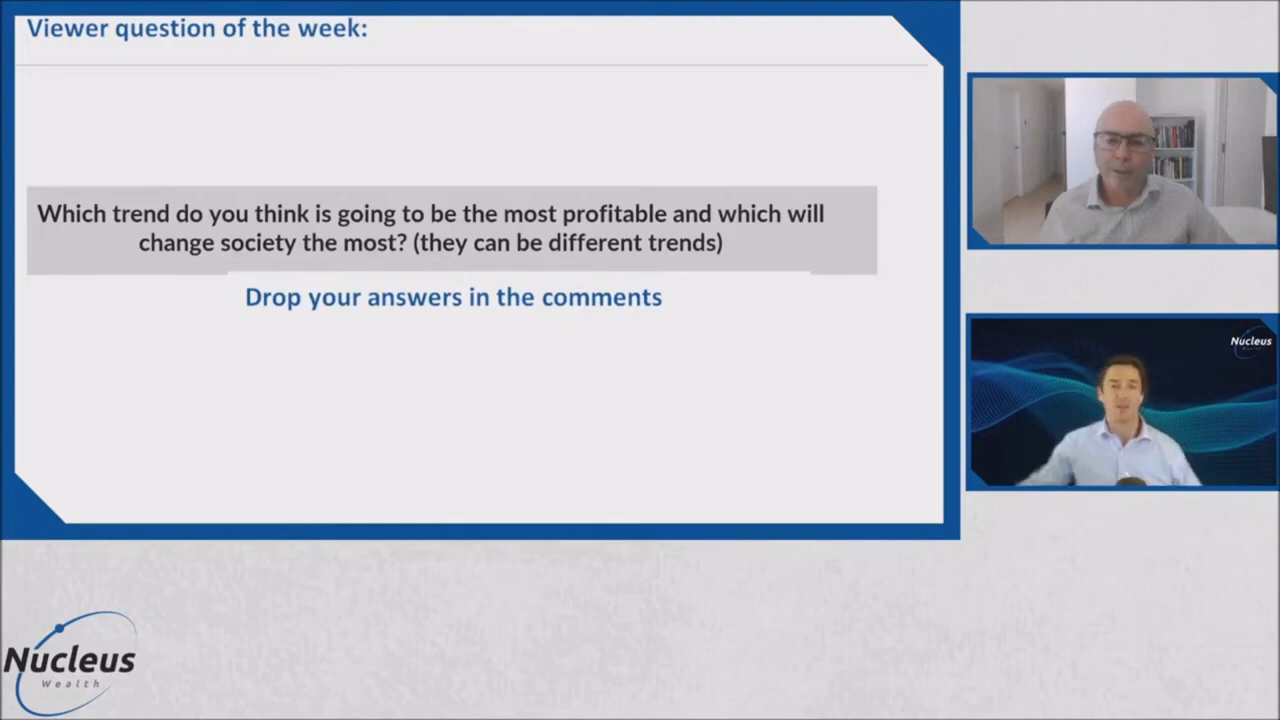 Viewer question of the week:
Which trend do you think is going to be the most profitable and which will
change society the most? (they can be different trends)
Drop your answers in the comments
Nucleus
Nucleus
Wealth